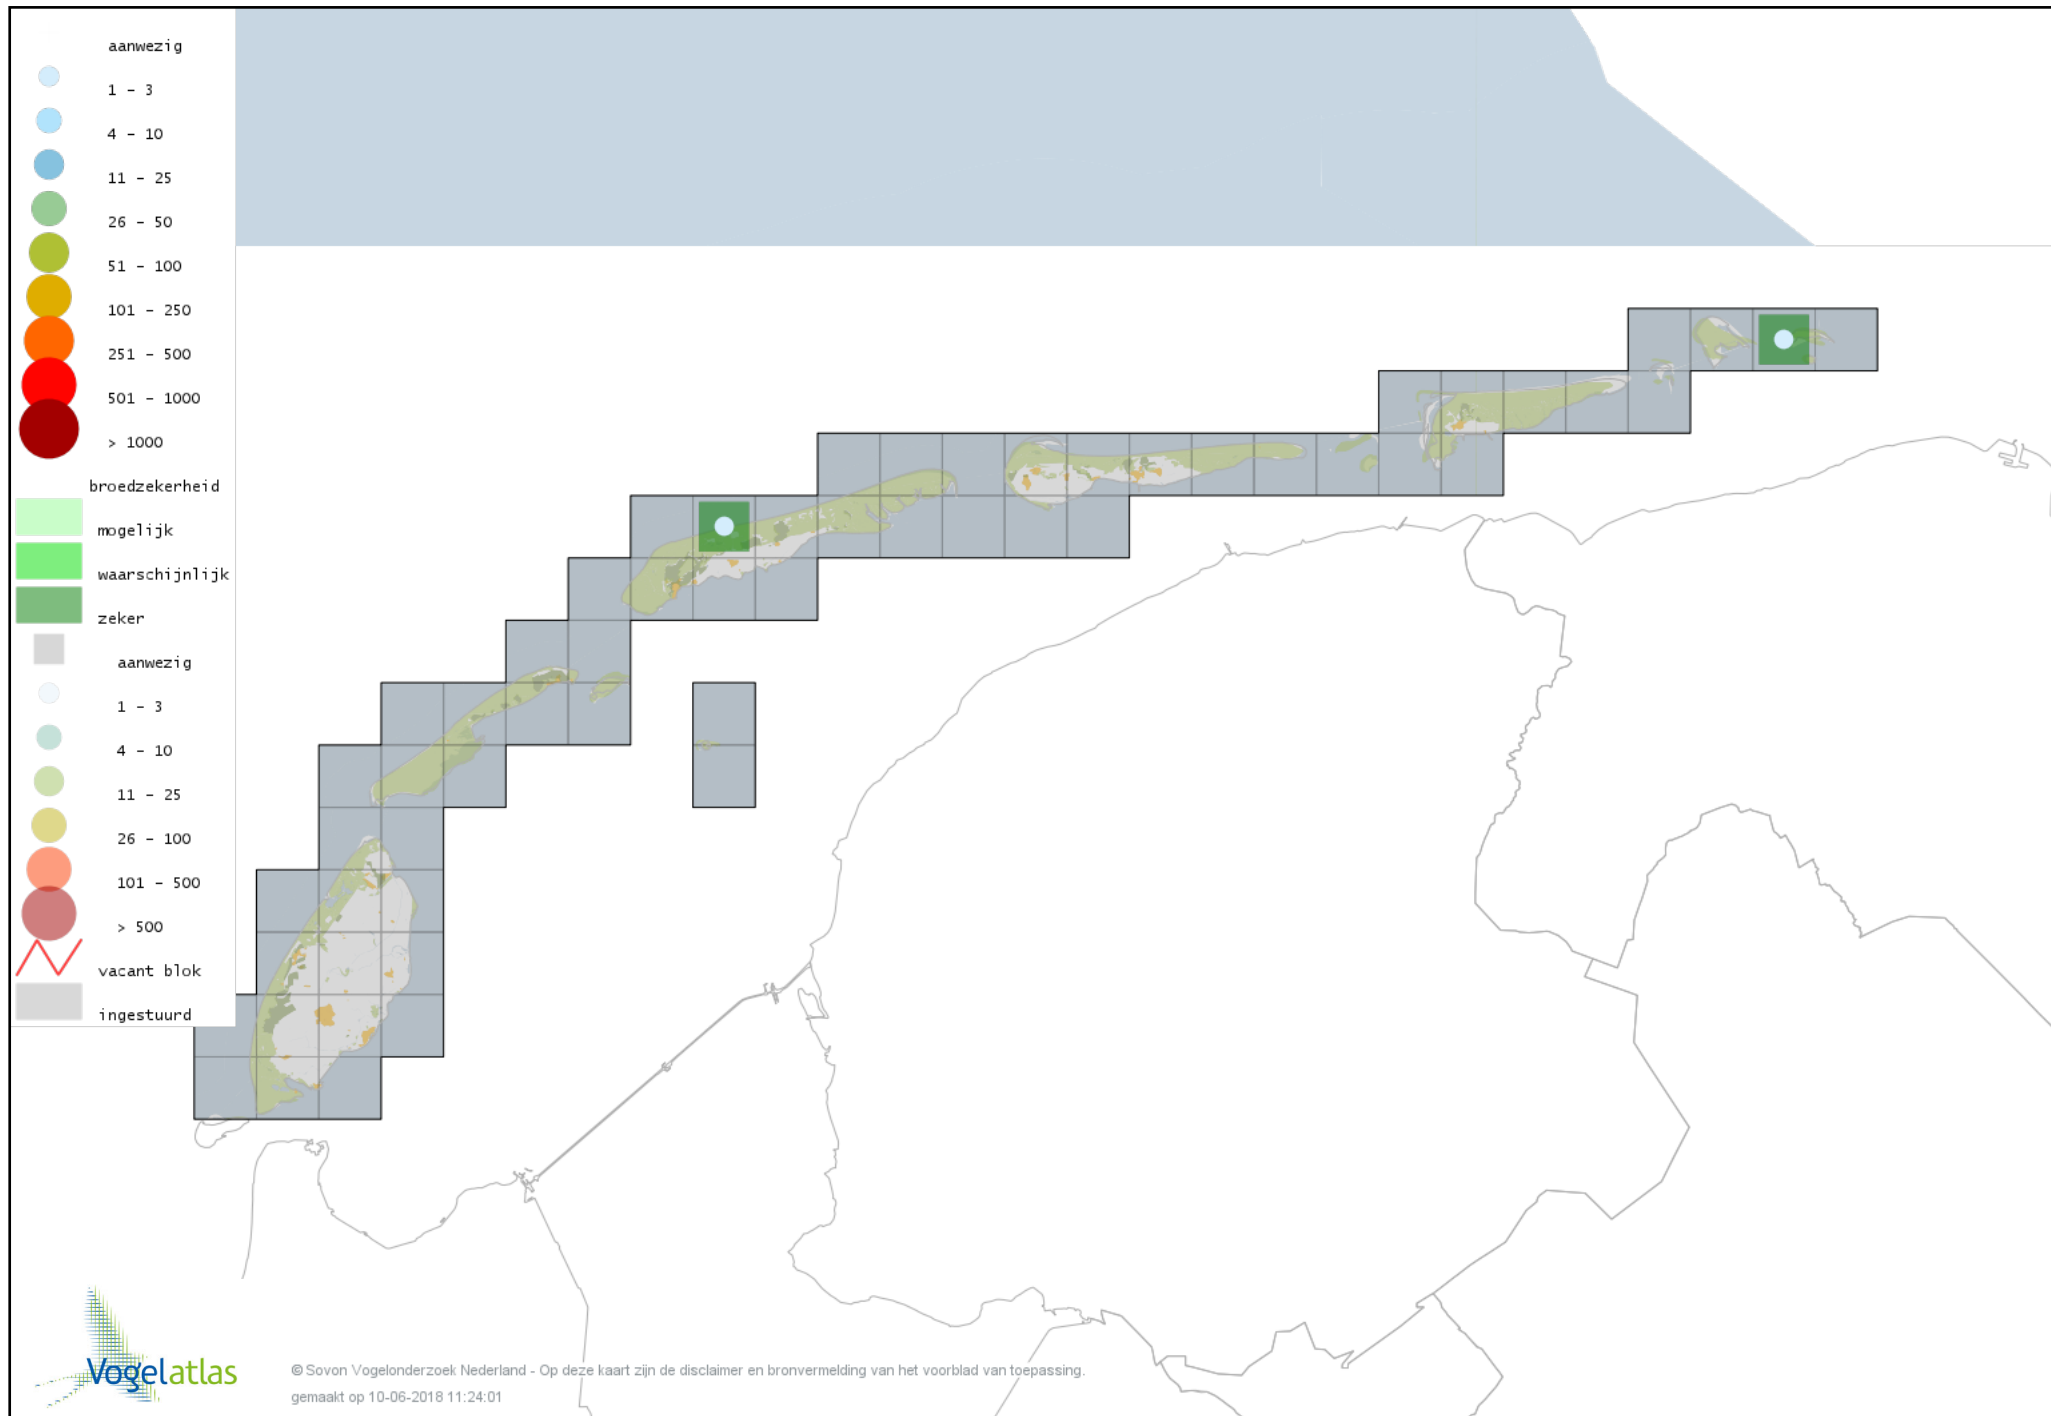 aanwezig
1 - 3
4 - 10
11 - 25
26 - 50
51 - 100
101 - 250
251 - 500
501 - 1000
> 1000
broedzekerheid
mogelijk
waarschijnlijk
zeker
aanwezig
1 - 3
4 - 10
11 - 25
26 - 100
101 - 500
> 500
vacant blok
ingestuurd
Vogelatlas
© Sovon Vogelonderzoek Nederland - Op deze kaart zijn de disclaimer en bronvermelding van het voorblad van toepassing.
gemaakt op 10-06-2018 11:24:01